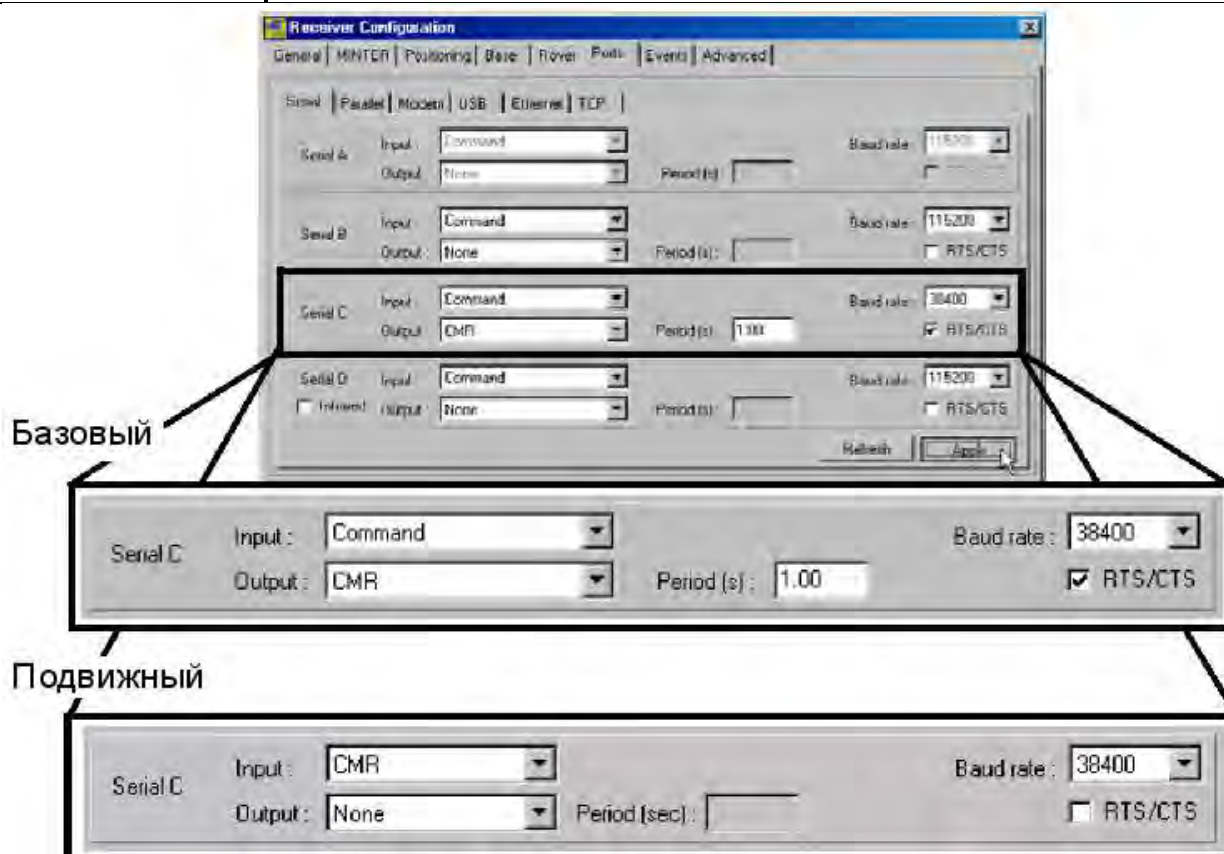 Receiver Configuration
General MINTER Positioning Base Rover Ports Events Advanced
Serial Parallel Modem USB Ethernet TCP
Serial A Input : Command Baud rate : 115200
Output : None Period (s) :
Serial B Input : Command Baud rate : 115200
Output : None Period (s) : RTS/CTS
Serial C Input : Command Baud rate : 38400
Output : CMR Period (s) : 1.00 RTS/CTS
Serial D Input : Command Baud rate : 115200
Infrared Output : None Period (s) : RTS/CTS
Refresh Apply
Базовый
Serial C Input : Command Baud rate : 38400
Output : CMR Period (s) : 1.00 RTS/CTS
Подвижный
Serial C Input : CMR Baud rate : 38400
Output : None Period (sec) : RTS/CTS